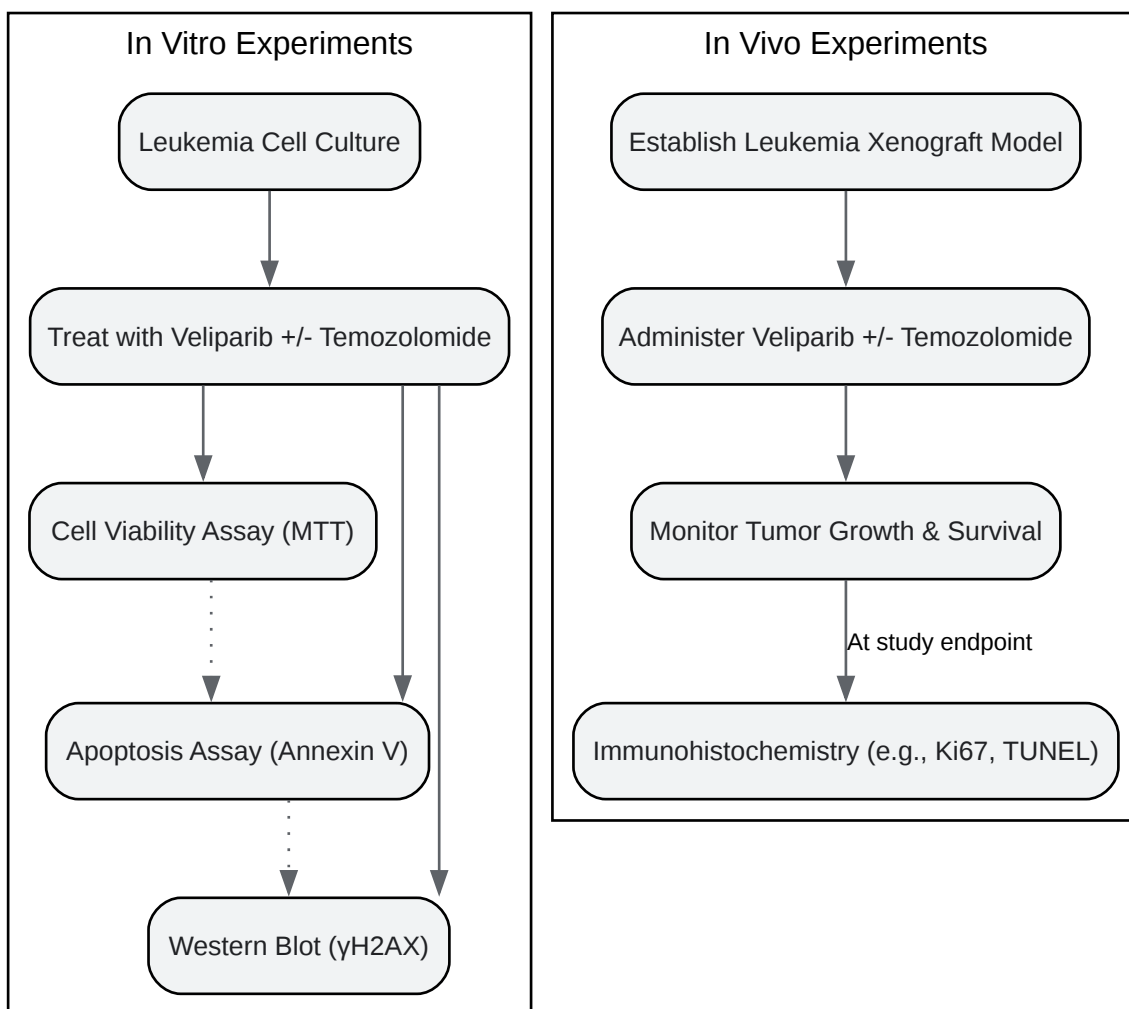 In Vitro Experiments
Leukemia Cell Culture
Treat with Veliparib +/- Temozolomide
Cell Viability Assay (MTT)
Apoptosis Assay (Annexin V)
Western Blot (γH2AX)
In Vivo Experiments
Establish Leukemia Xenograft Model
Administer Veliparib +/- Temozolomide
Monitor Tumor Growth & Survival
At study endpoint
Immunohistochemistry (e.g., Ki67, TUNEL)